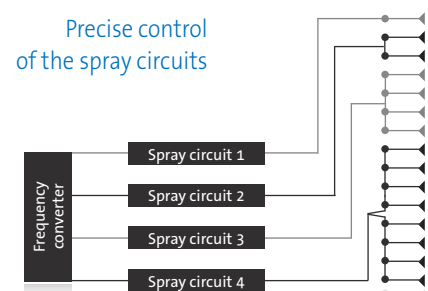 Precise control
of the spray circuits
Spray circuit 1
Spray circuit 2
Frequency
converter
Spray circuit 3
Spray circuit 4